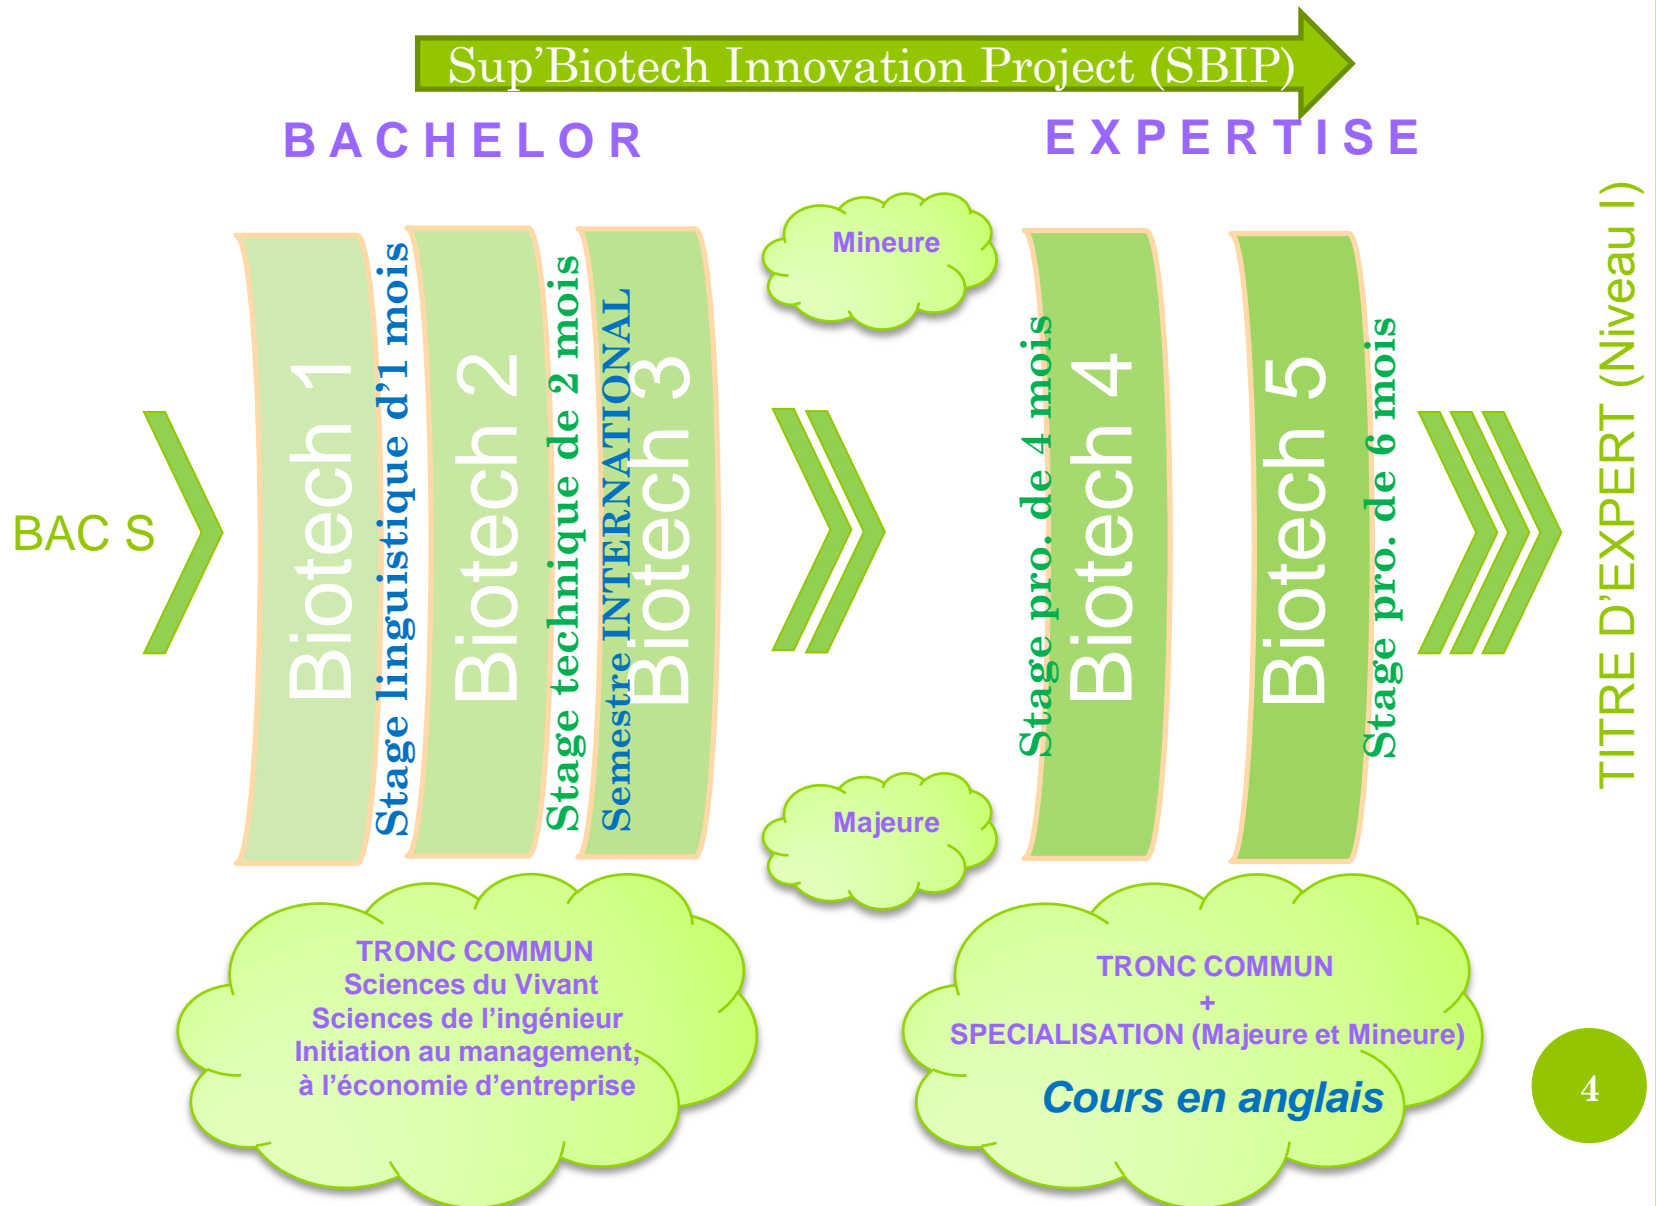 Sup’Biotech Innovation Project (SBIP)
BACHELOR
EXPERTISE
BAC S
Biotech 1
Stage linguistique d’1 mois
Biotech 2
Stage technique de 2 mois
Semestre INTERNATIONAL
Biotech 3
Mineure
Majeure
Stage pro. de 4 mois
Biotech 4
Biotech 5
Stage pro. de 6 mois
TITRE D’EXPERT (Niveau I)
TRONC COMMUN
Sciences du Vivant
Sciences de l’ingénieur
Initiation au management,
à l’économie d’entreprise
TRONC COMMUN
+
SPECIALISATION (Majeure et Mineure)
Cours en anglais
4